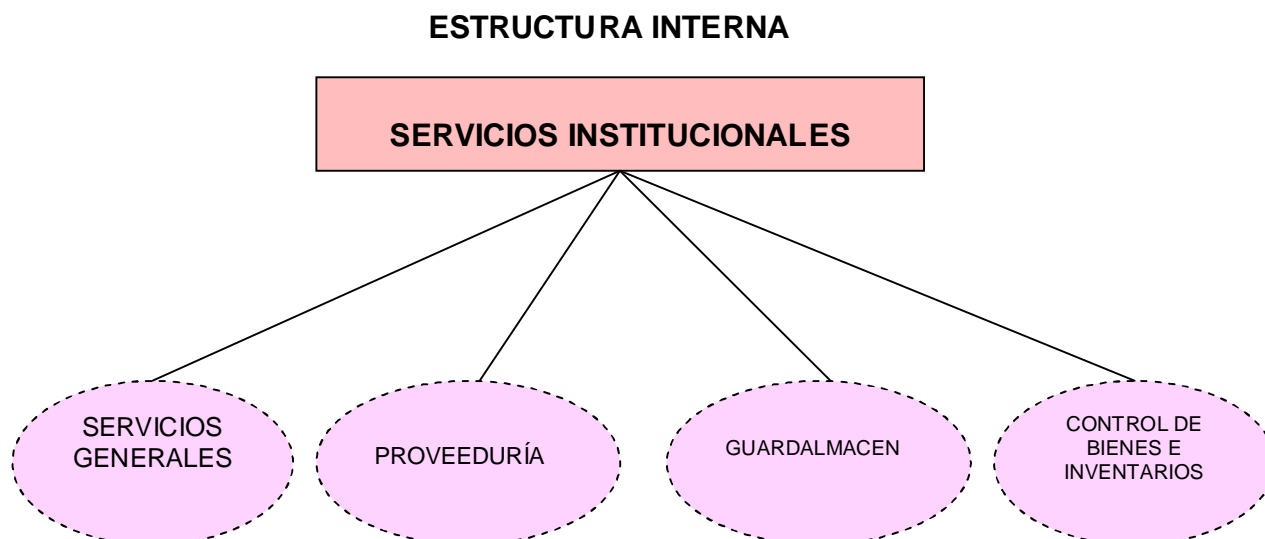 ESTRUCTURA INTERNA
SERVICIOS INSTITUCIONALES
SERVICIOS
GENERALES
PROVEEDURÍA
GUARDALMACEN
CONTROL DE
BIENES E
INVENTARIOS